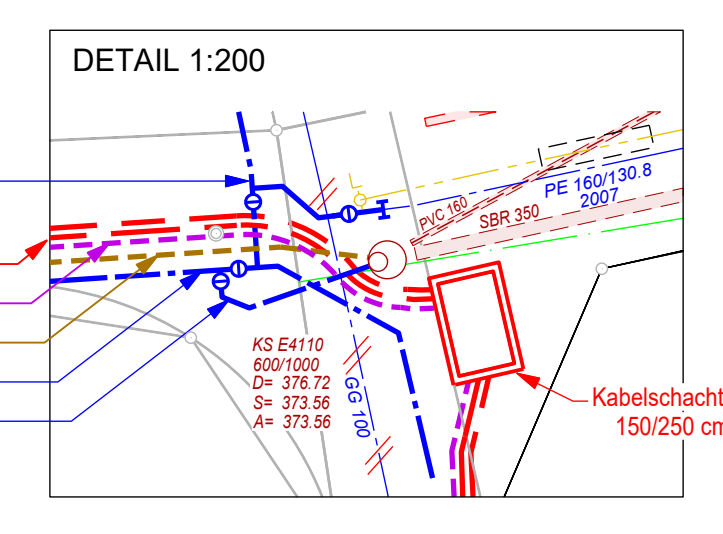 DETAIL 1:200
PE 160/130.8
2007
PVC 160
SBR 350
KS E4110
600/1000
D= 376.72
S= 373.56
A= 373.56
GG 100
Kabelschacht
150/250 cm